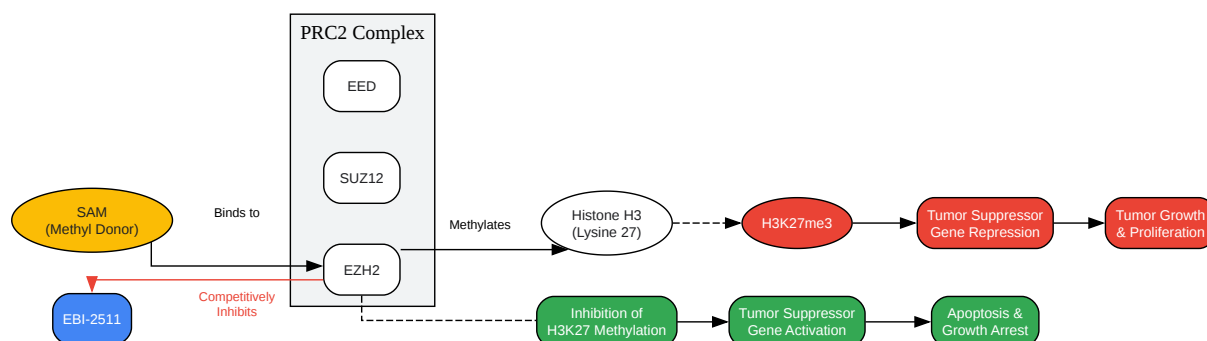 PRC2 Complex
EED
SUZ12
SAM
(Methyl Donor)
Binds to
EZH2
Methylates
Histone H3
(Lysine 27)
H3K27me3
Tumor Suppressor
Gene Repression
Tumor Growth
& Proliferation
Competitively
Inhibits
EBI-2511
Inhibition of
H3K27 Methylation
Tumor Suppressor
Gene Activation
Apoptosis &
Growth Arrest